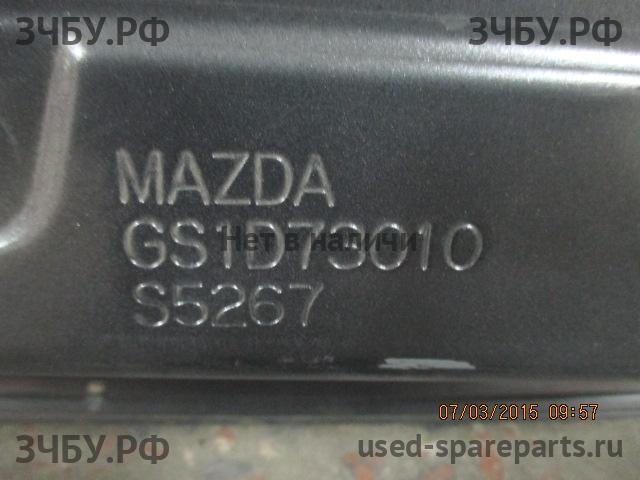 ЗЧБУ.РФ ЗЧБУ.РФ
MAZDA
GS1D73010
Нет в наличии
S5267
07/03/2015 09:57
ЗЧБУ.РФ used-spareparts.ru